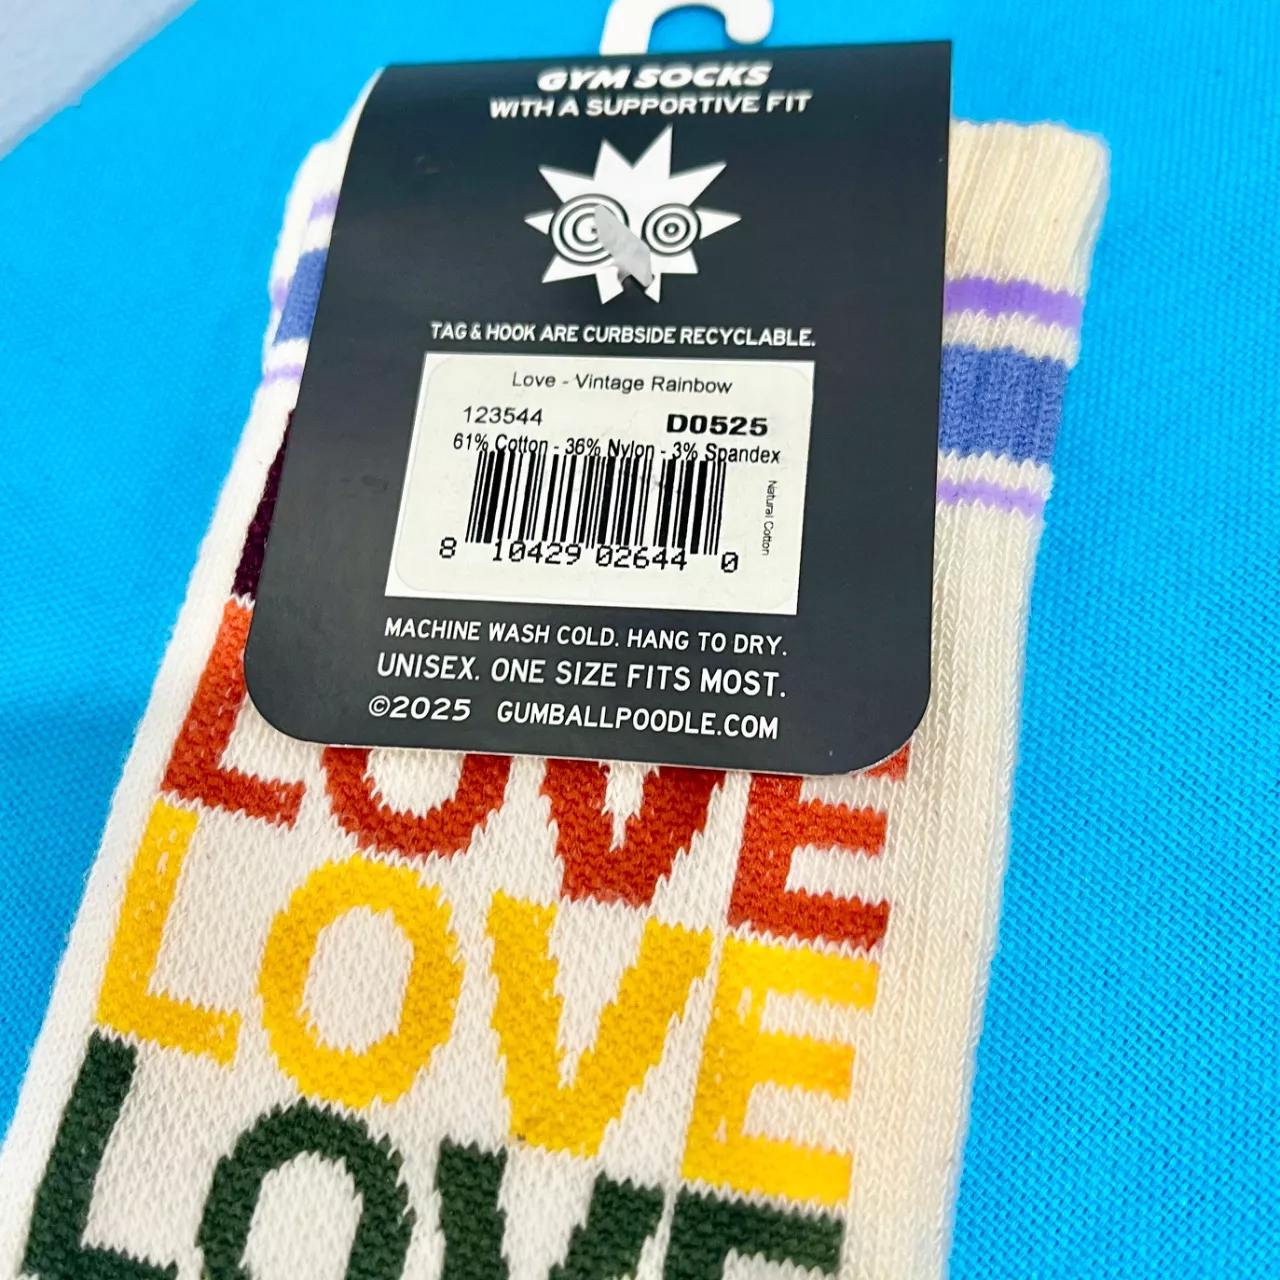 GYM SOCKS
WITH A SUPPORTIVE FIT
G O
TAG & HOOK ARE CURBSIDE RECYCLABLE.
Love - Vintage Rainbow
123544 D0525
61% Cotton - 36% Nylon - 3% Spandex
Natural Cotton
8 10429 02644 0
MACHINE WASH COLD. HANG TO DRY.
UNISEX. ONE SIZE FITS MOST.
©2025 GUMBALLPOODLE.COM
LOVE
LOVE
LOVE